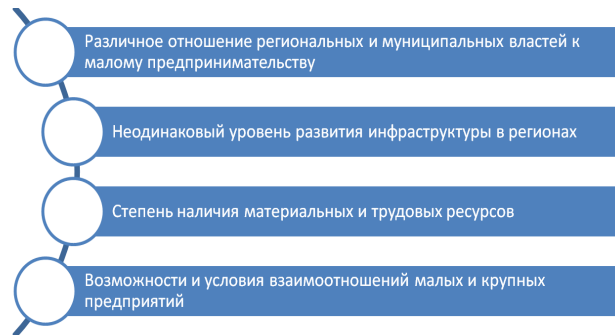 Различное отношение региональных и муниципальных властей к
малому предпринимательству
Неодинаковый уровень развития инфраструктуры в регионах
Степень наличия материальных и трудовых ресурсов
Возможности и условия взаимоотношений малых и крупных
предприятий